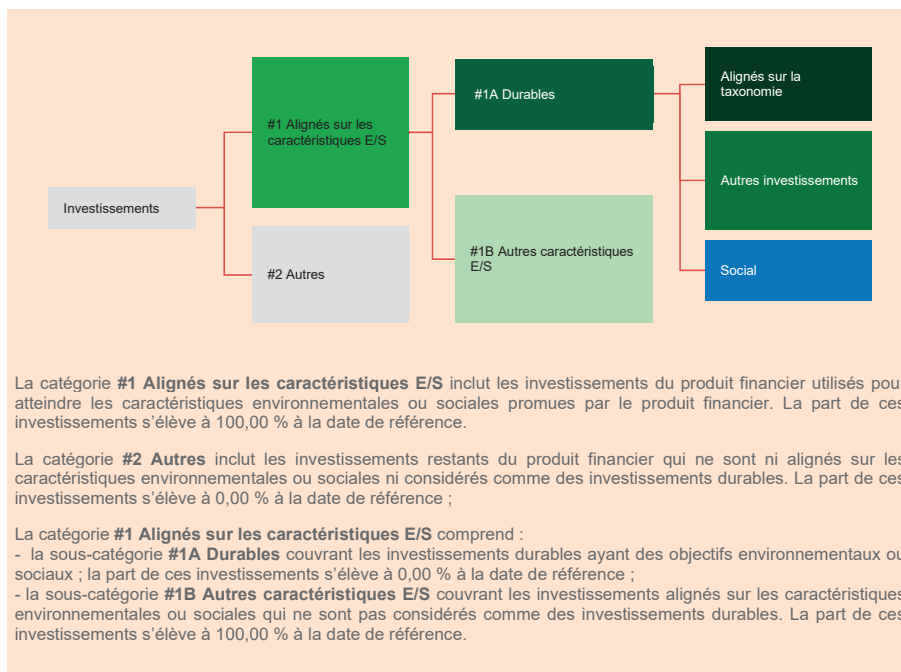 Investissements
#1 Alignés sur les
caractéristiques E/S
#2 Autres
#1A Durables
#1B Autres caractéristiques
E/S
Alignés sur la
taxonomie
Autres investissements
Social
La catégorie #1 Alignés sur les caractéristiques E/S inclut les investissements du produit financier utilisés pour
atteindre les caractéristiques environnementales ou sociales promues par le produit financier. La part de ces
investissements s’élève à 100,00 % à la date de référence.
La catégorie #2 Autres inclut les investissements restants du produit financier qui ne sont ni alignés sur les
caractéristiques environnementales ou sociales ni considérés comme des investissements durables. La part de ces
investissements s’élève à 0,00 % à la date de référence ;
La catégorie #1 Alignés sur les caractéristiques E/S comprend :
- la sous-catégorie #1A Durables couvrant les investissements durables ayant des objectifs environnementaux ou
sociaux ; la part de ces investissements s’élève à 0,00 % à la date de référence ;
- la sous-catégorie #1B Autres caractéristiques E/S couvrant les investissements alignés sur les caractéristiques
environnementales ou sociales qui ne sont pas considérés comme des investissements durables. La part de ces
investissements s’élève à 100,00 % à la date de référence.